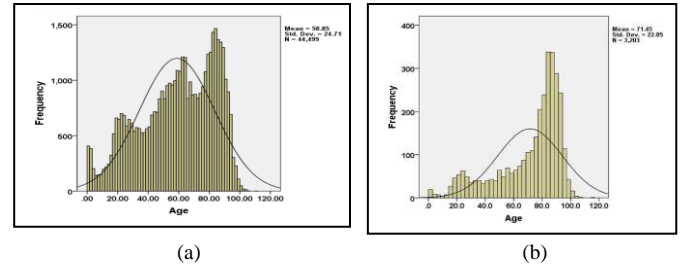 Mean = 58.85
Std. Dev. = 24.71
N = 44,499
1,500
1,000
500
0
Frequency
.00 20.00 40.00 60.00 80.00 100.00 120.00
Age
(a)
Mean = 71.45
Std. Dev. = 22.85
N = 3,203
400
300
200
100
0
Frequency
.0 20.0 40.0 60.0 80.0 100.0 120.0
Age
(b)